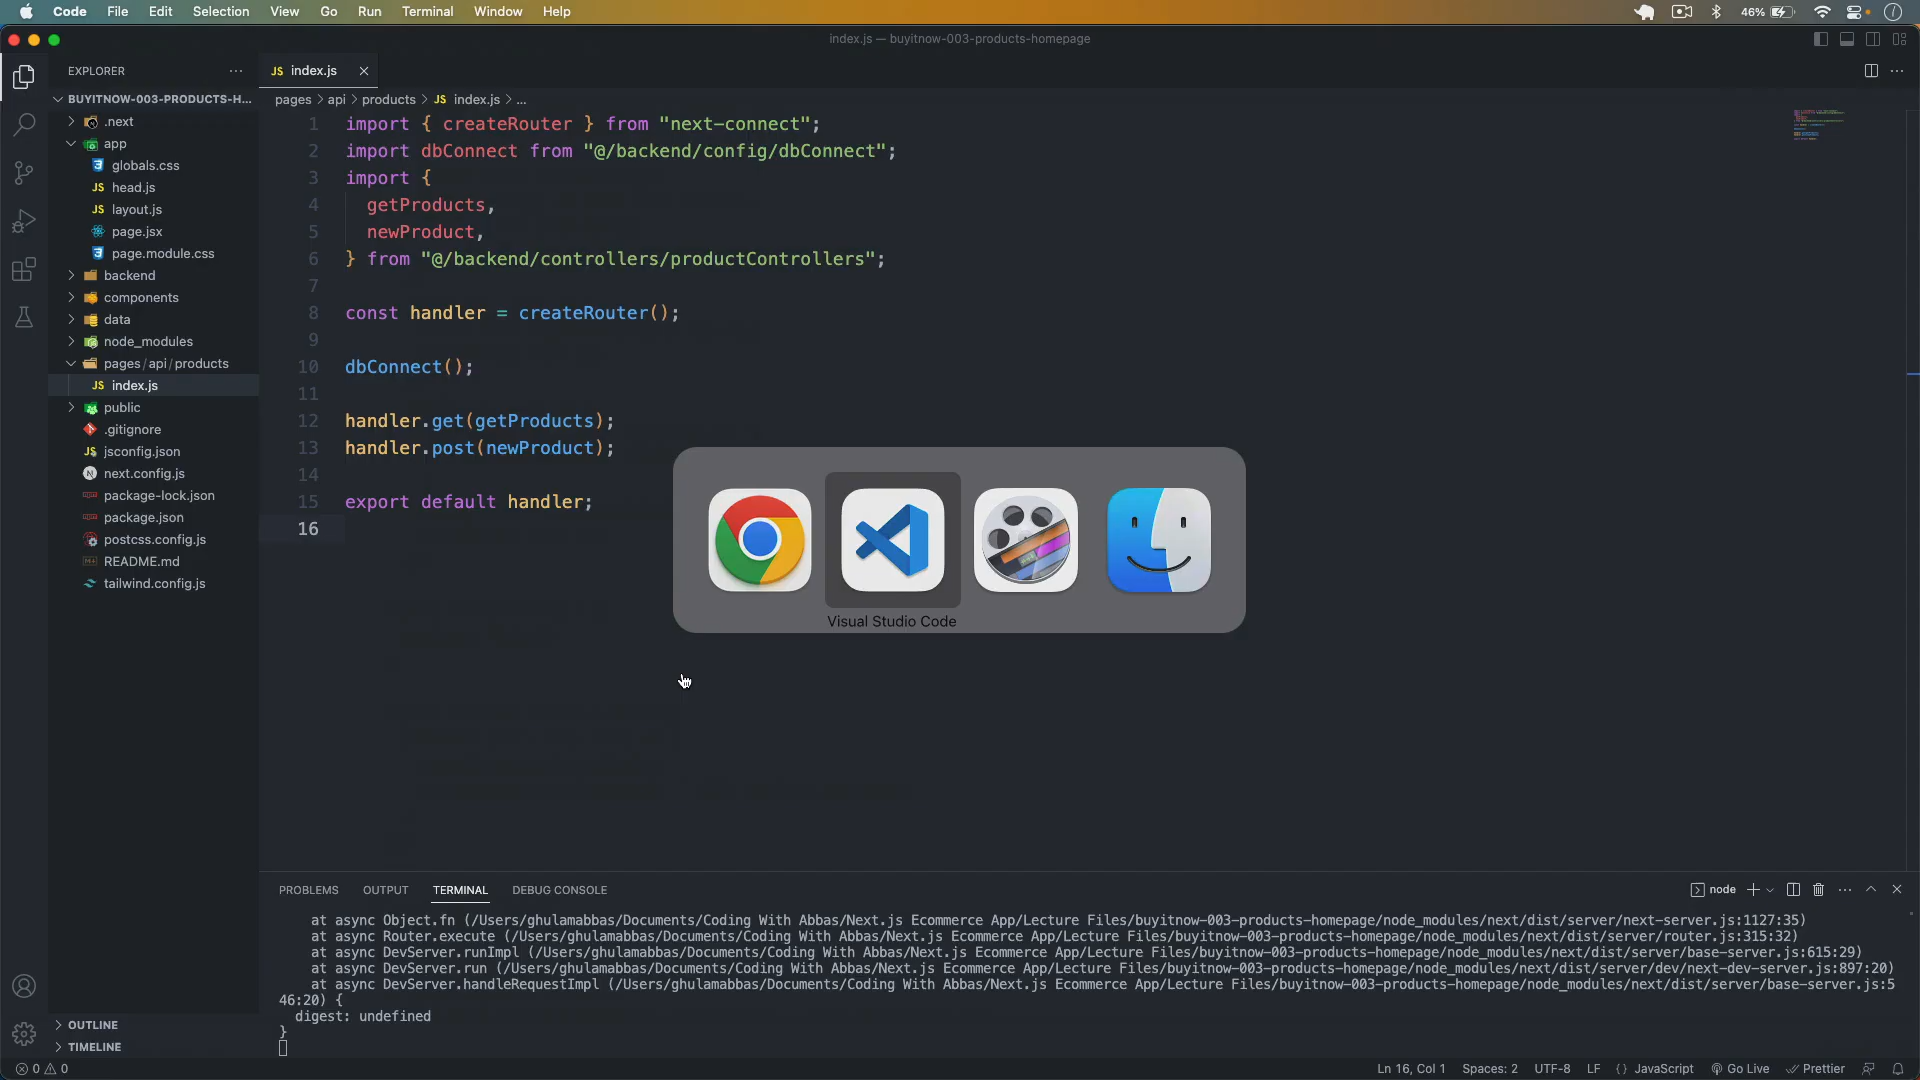 Code File Edit Selection View Go Run Terminal Window Help 46%
index.js — buyitnow-003-products-homepage
EXPLORER
BUYITNOW-003-PRODUCTS-H...
.next
app
globals.css
head.js
layout.js
page.jsx
page.module.css
backend
components
data
node_modules
pages / api / products
index.js
public
.gitignore
jsconfig.json
next.config.js
package-lock.json
package.json
postcss.config.js
README.md
tailwind.config.js
OUTLINE
TIMELINE
JS index.js
pages > api > products > JS index.js > ...
1 import { createRouter } from "next-connect";
2 import dbConnect from "@/backend/config/dbConnect";
3 import {
4 getProducts,
5 newProduct,
6 } from "@/backend/controllers/productControllers";
7
8 const handler = createRouter();
9
10 dbConnect();
11
12 handler.get(getProducts);
13 handler.post(newProduct);
14
15 export default handler;
16
Visual Studio Code
PROBLEMS OUTPUT TERMINAL DEBUG CONSOLE node
at async Object.fn (/Users/ghulamabbas/Documents/Coding With Abbas/Next.js Ecommerce App/Lecture Files/buyitnow-003-products-homepage/node_modules/next/dist/server/next-server.js:1127:35)
at async Router.execute (/Users/ghulamabbas/Documents/Coding With Abbas/Next.js Ecommerce App/Lecture Files/buyitnow-003-products-homepage/node_modules/next/dist/server/router.js:315:32)
at async DevServer.runImpl (/Users/ghulamabbas/Documents/Coding With Abbas/Next.js Ecommerce App/Lecture Files/buyitnow-003-products-homepage/node_modules/next/dist/server/base-server.js:615:29)
at async DevServer.run (/Users/ghulamabbas/Documents/Coding With Abbas/Next.js Ecommerce App/Lecture Files/buyitnow-003-products-homepage/node_modules/next/dist/server/dev/next-dev-server.js:897:20)
at async DevServer.handleRequestImpl (/Users/ghulamabbas/Documents/Coding With Abbas/Next.js Ecommerce App/Lecture Files/buyitnow-003-products-homepage/node_modules/next/dist/server/base-server.js:5
46:20) {
digest: undefined
}
0 0 Ln 16, Col 1 Spaces: 2 UTF-8 LF {} JavaScript Go Live Prettier